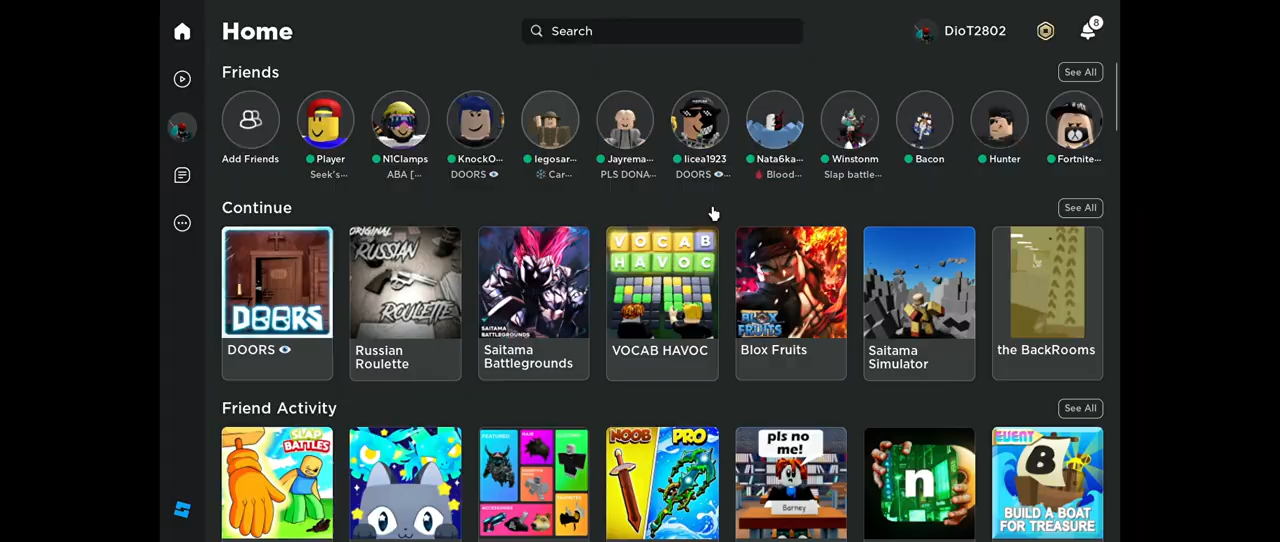 Home
Search
DioT2802
8
Friends
See All
Add Friends
Player
N1Clamps
KnockO...
legosar...
Jayrema...
licea1923
Nata6ka...
Winstonm
Bacon
Hunter
Fortnite...
Seek's...
ABA [...
DOORS
Car...
PLS DONA...
DOORS ...
Blood...
Slap battle...
Continue
See All
DOORS
ORIGINAL
RUSSIAN
ROULETTE
SAITAMA
BATTLEGROUNDS
VOCAB
HAVOC
BLOX
FRUITS
DOORS
Russian
Roulette
Saitama
Battlegrounds
VOCAB HAVOC
Blox Fruits
Saitama
Simulator
the BackRooms
Friend Activity
See All
SLAP
BATTLES
FEATURED
HAIR
ACCESSORIES
NOOB PRO
pls no
me!
Barney
n
EVENT
B
BUILD A BOAT
FOR TREASURE